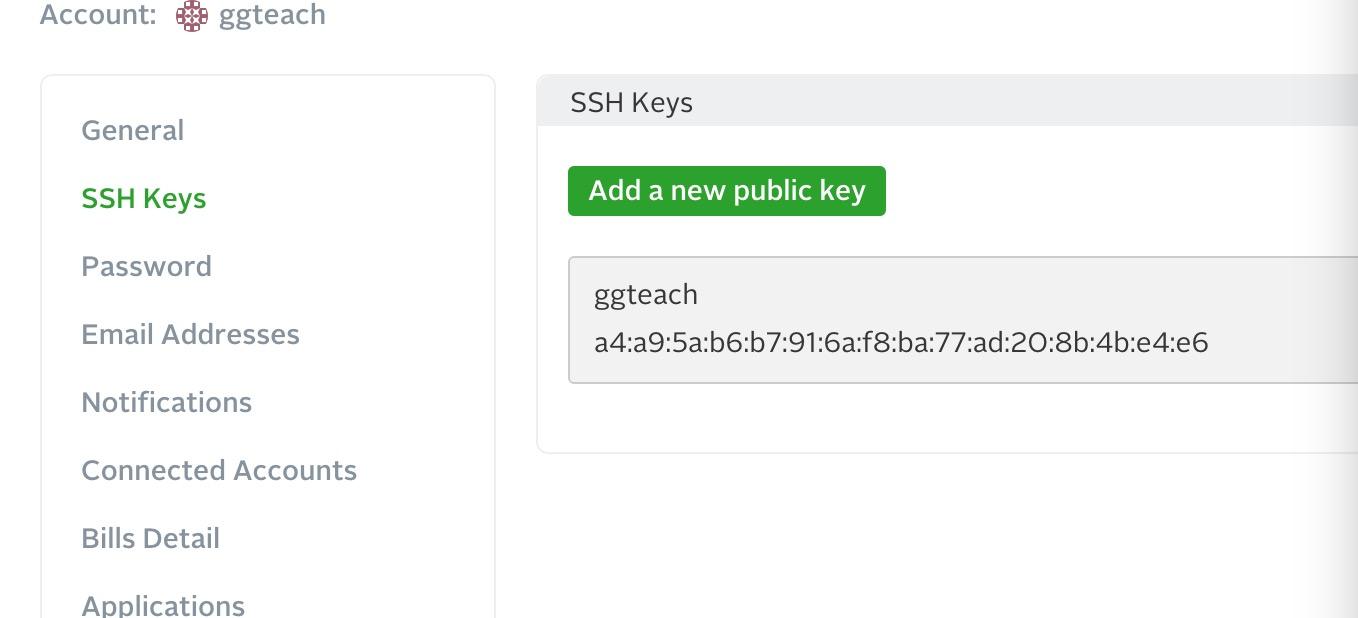 Account: ggteach
General
SSH Keys
Password
Email Addresses
Notifications
Connected Accounts
Bills Detail
Applications
SSH Keys
Add a new public key
ggteach
a4:a9:5a:b6:b7:91:6a:f8:ba:77:ad:20:8b:4b:e4:e6